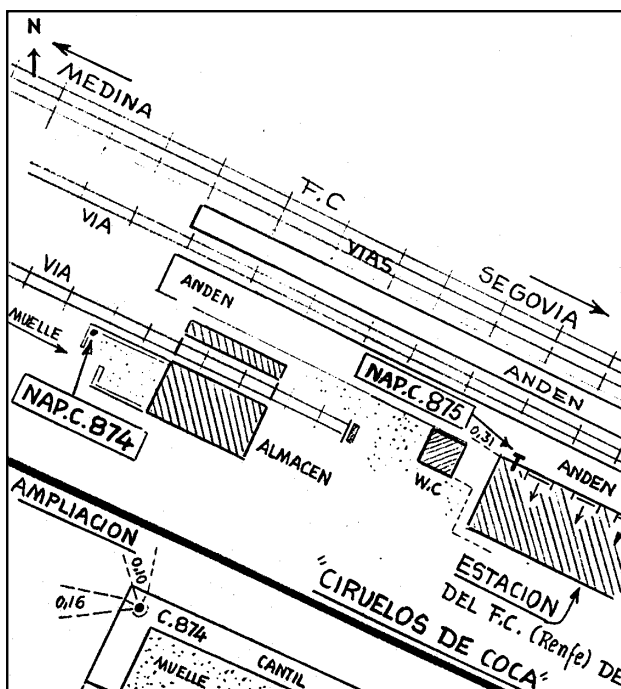 N
MEDINA
F.C
VIA
VIAS
SEGOVIA
VIA
ANDEN
MUELLE
ANDEN
NAP.C.875
NAP.C.874
0,31
ALMACEN
W.C
ANDEN
AMPLIACION
0,10
0,16
C.874
MUELLE
CANTIL
ESTACION
DEL F.C. (Renfe) DE
"CIRUELOS DE COCA"